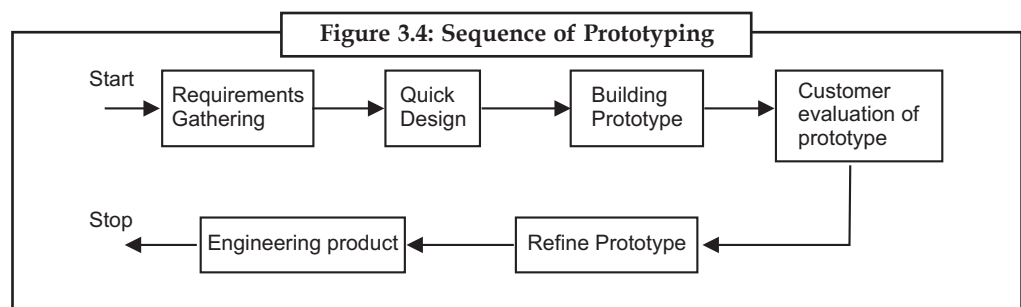 Figure 3.4: Sequence of Prototyping
Start
Requirements
Gathering
Quick
Design
Building
Prototype
Customer
evaluation of
prototype
Stop
Engineering product
Refine Prototype